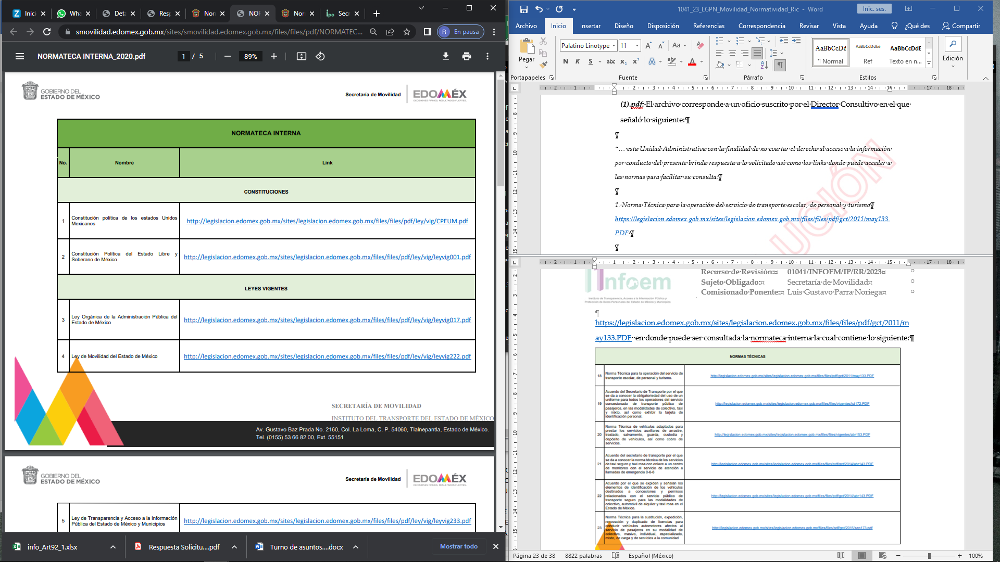 Inici
Wha
Deta
Resp
Nor
NOR
Nor
Secr
smovilidad.edomex.gob.mx/sites/smovilidad.edomex.gob.mx/files/files/pdf/NORMATEC...
R En pausa
NORMATECA INTERNA_2020.pdf
1 / 5
89%
GOBIERNO DEL
ESTADO DE MÉXICO
Secretaría de Movilidad
EDOMÉX
DECISIONES FIRMES, RESULTADOS FUERTES.
NORMATECA INTERNA
No. Nombre Link
CONSTITUCIONES
1 Constitución política de los estados Unidos Mexicanos http://legislacion.edomex.gob.mx/sites/legislacion.edomex.gob.mx/files/files/pdf/ley/vig/CPEUM.pdf
2 Constitución Política del Estado Libre y Soberano de México http://legislacion.edomex.gob.mx/sites/legislacion.edomex.gob.mx/files/files/pdf/ley/vig/leyvig001.pdf
LEYES VIGENTES
3 Ley Orgánica de la Administración Pública del Estado de México http://legislacion.edomex.gob.mx/sites/legislacion.edomex.gob.mx/files/files/pdf/ley/vig/leyvig017.pdf
4 Ley de Movilidad del Estado de México http://legislacion.edomex.gob.mx/sites/legislacion.edomex.gob.mx/files/files/pdf/ley/vig/leyvig222.pdf
SECRETARÍA DE MOVILIDAD
INSTITUTO DEL TRANSPORTE DEL ESTADO DE MÉXICO
Av. Gustavo Baz Prada No. 2160, Col. La Loma, C. P. 54060, Tlalnepantla, Estado de México.
Tel. (0155) 53 66 82 00, Ext. 55151
GOBIERNO DEL
ESTADO DE MÉXICO
Secretaría de Movilidad
EDOMÉX
DECISIONES FIRMES, RESULTADOS FUERTES.
5 Ley de Transparencia y Acceso a la Información Pública del Estado de México y Municipios http://legislacion.edomex.gob.mx/sites/legislacion.edomex.gob.mx/files/files/pdf/ley/vig/leyvig233.pdf
info_Art92_1.xlsx
Respuesta Solicitu....pdf
Turno de asuntos....docx
Mostrar todo
1041_23_LGPN_Movilidad_Normatividad_Ric - Word
Inic. ses.
Archivo Inicio Insertar Diseño Disposición Referencias Correspondencia Revisar Vista Ayuda ¿Qué des Compartir
Pegar
Palatino Linotype 11
N K S abc x₂ x²
AaBbCcDd ¶ Normal
AaBbCcDdEe Ref
AaBbCcDdE Texto en n...
Edición
Portapapeles Fuente Párrafo Estilos
(1).pdf: El archivo corresponde a un oficio suscrito por el Director Consultivo en el que
señaló lo siguiente:¶
¶
“… esta Unidad Administrativa con la finalidad de no coartar el derecho al acceso a la información
por conducto del presente brinda respuesta a lo solicitado así como los links donde puede acceder a
las normas para facilitar su consulta:¶
¶
1. Norma Técnica para la operación del servicio de transporte escolar, de personal y turismo¶
https://legislacion.edomex.gob.mx/sites/legislacion.edomex.gob.mx/files/files/pdf/gct/2011/may133.
PDF ¶
¶
UCIÓN
Infoem
Instituto de Transparencia, Acceso a la Información Pública y
Protección de Datos Personales del Estado de México y Municipios
Recurso de Revisión:¤ 01041/INFOEM/IP/RR/2023¤
Sujeto Obligado:¤ Secretaría de Movilidad¤
Comisionado Ponente:¤ Luis Gustavo Parra Noriega¤
¶
https://legislacion.edomex.gob.mx/sites/legislacion.edomex.gob.mx/files/files/pdf/gct/2011/m
ay133.PDF en donde puede ser consultada la normateca interna la cual contiene lo siguiente:¶
NORMAS TÉCNICAS
18 Norma Técnica para la operación del servicio de transporte escolar, de personal y turismo. http://legislacion.edomex.gob.mx/sites/legislacion.edomex.gob.mx/files/files/pdf/gct/2011/may133.PDF
19 Acuerdo del Secretario de Transporte por el que se da a conocer la obligatoriedad del uso de un uniforme para todos los operadores del servicio concesionado de transporte público de pasajeros, en las modalidades de colectivo, taxi y mixto, así como exhibir la tarjeta de identificación personal. http://legislacion.edomex.gob.mx/sites/legislacion.edomex.gob.mx/files/files/vigentes/jul172.PDF
20 Norma Técnica de vehículos adaptados para prestar los servicios auxiliares de arrastre, traslado, salvamento, guarda, custodia y depósito de vehículos, así como cobro de servicios. http://legislacion.edomex.gob.mx/sites/legislacion.edomex.gob.mx/files/files/vigentes/abr153.PDF
21 Acuerdo del secretario de transporte por el que se da a conocer la norma técnica de los servicios de taxi seguro y taxi rosa con enlace a un centro de monitoreo con el servicio de atención a llamadas de emergencia 0-6-6 http://legislacion.edomex.gob.mx/sites/legislacion.edomex.gob.mx/files/files/pdf/gct/2014/abr143.PDF
22 Acuerdo por el que se expiden y señalan los elementos de identificación de los vehículos destinados a concesiones y permisos relacionados con el servicio público de transporte seguro para las modalidades de colectivo, automóvil de alquiler y taxi rosa en el Estado de México. http://legislacion.edomex.gob.mx/sites/legislacion.edomex.gob.mx/files/files/pdf/gct/2014/abr143.PDF
23 Norma Técnica para la sustitución, expedición, renovación y duplicado de licencias para conducir vehículos automotores afectos al servicio de pasajeros en su modalidad de colectivo, masivo, individual, especializado, mixto, de carga y de servicios a la comunidad http://legislacion.edomex.gob.mx/sites/legislacion.edomex.gob.mx/files/files/pdf/gct/2015/sep173.pdf
Página 23 de 38 8822 palabras Español (México) 100%